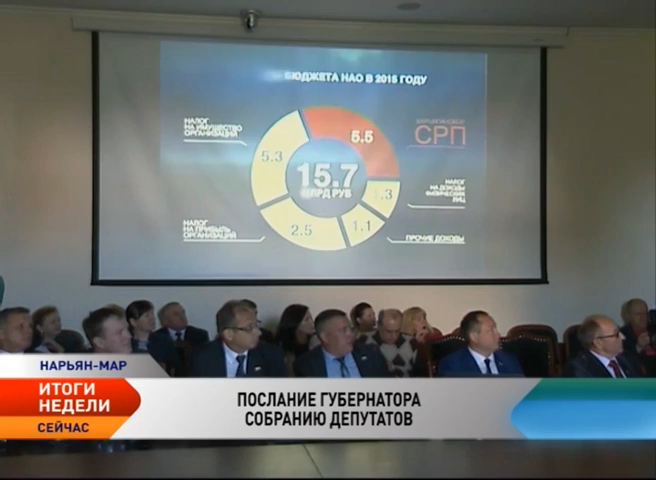 БЮДЖЕТА НАО В 2015 ГОДУ
НАЛОГ
НА ИМУЩЕСТВО
ОРГАНИЗАЦИЙ
5.3
5.5
СРП
15.7
МЛРД РУБ
1.3
НАЛОГ
НА ДОХОДЫ
ФИЗИЧЕСКИХ
ЛИЦ
НАЛОГ
НА ПРИБЫЛЬ
ОРГАНИЗАЦИЙ
2.5
1.1
ПРОЧИЕ ДОХОДЫ
НАРЬЯН-МАР
ИТОГИ
НЕДЕЛИ
СЕЙЧАС
ПОСЛАНИЕ ГУБЕРНАТОРА
СОБРАНИЮ ДЕПУТАТОВ